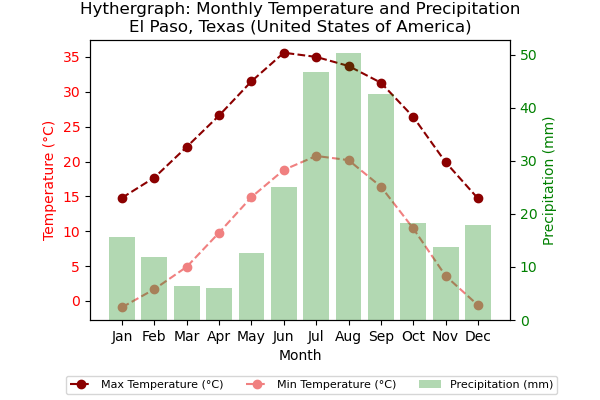 Hythergraph: Monthly Temperature and Precipitation
El Paso, Texas (United States of America)
Temperature (°C)
35
30
25
20
15
10
5
0
50
40
30
20
10
0
Precipitation (mm)
Jan Feb Mar Apr May Jun Jul Aug Sep Oct Nov Dec
Month
Max Temperature (°C) Min Temperature (°C) Precipitation (mm)